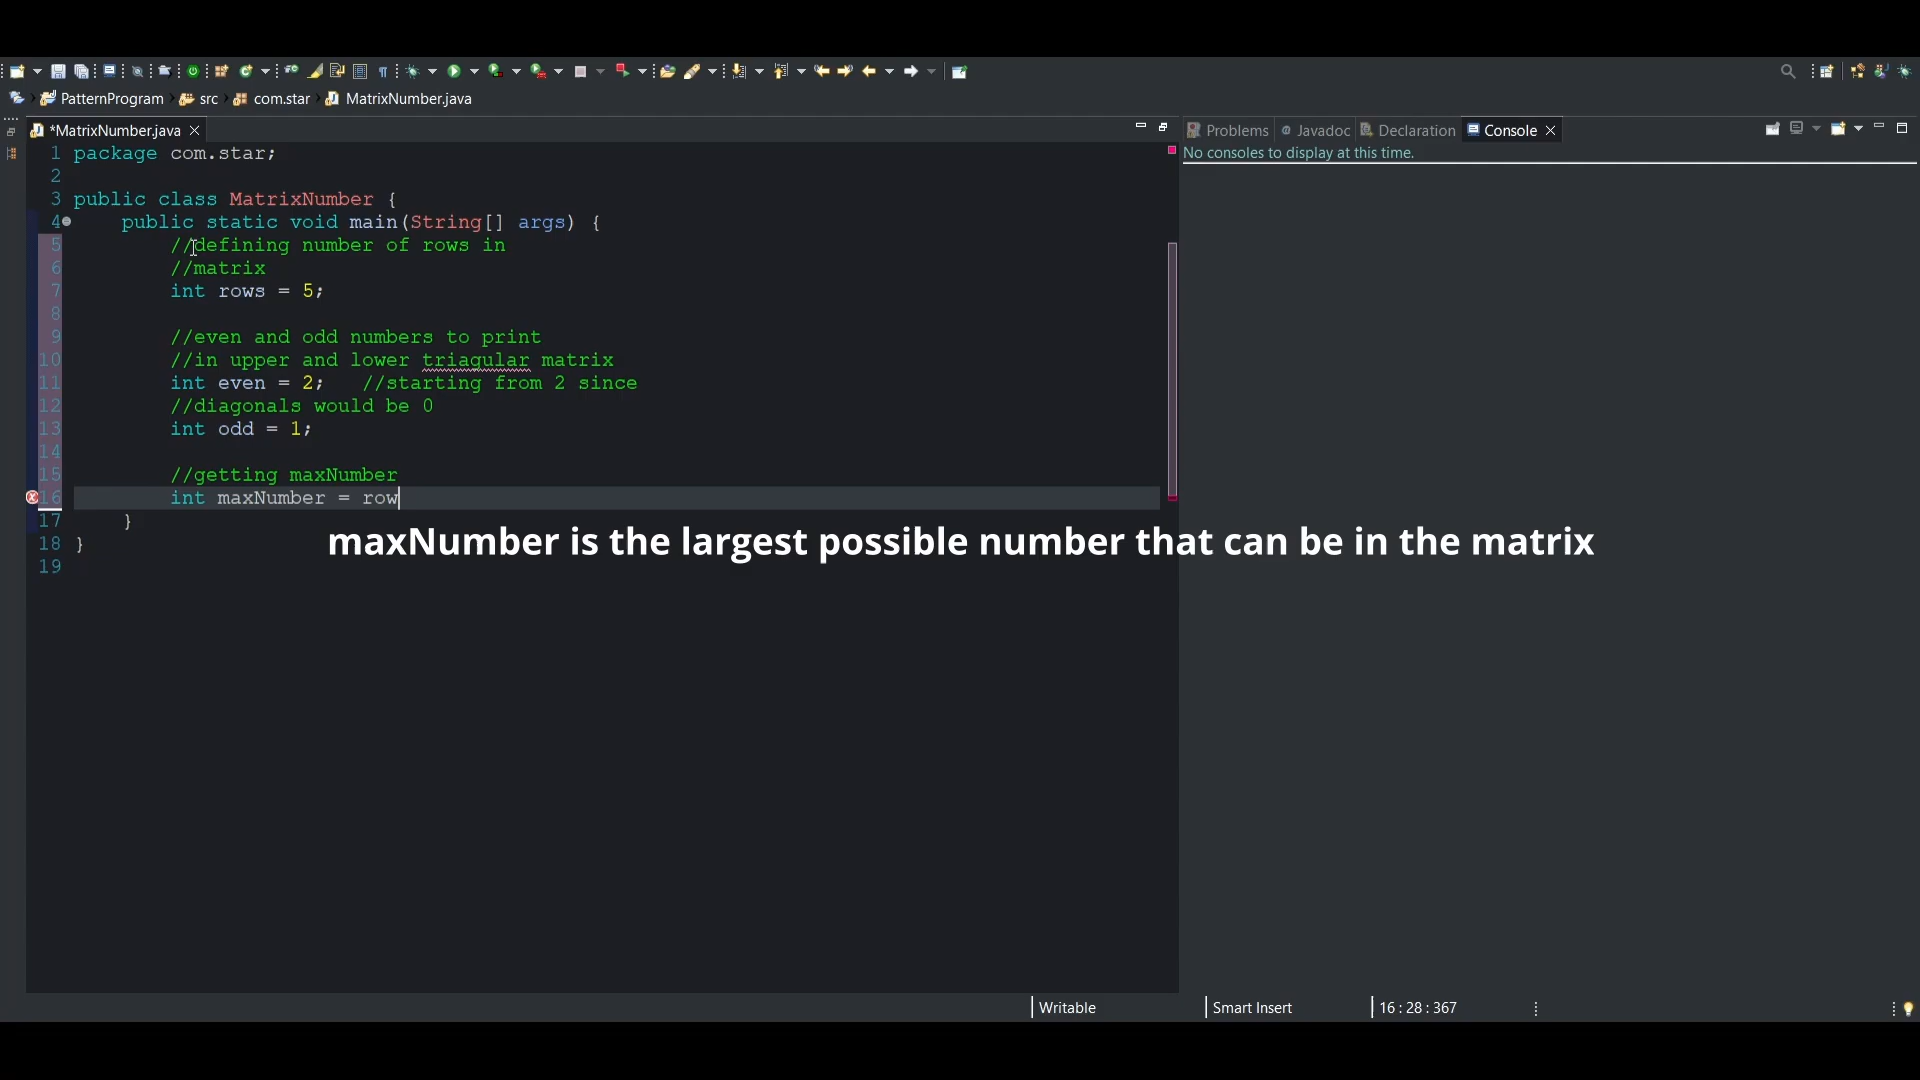 PatternProgram src com.star MatrixNumber.java
*MatrixNumber.java
1 package com.star;
2
3 public class MatrixNumber {
4 public static void main(String[] args) {
5 //defining number of rows in
6 //matrix
7 int rows = 5;
8
9 //even and odd numbers to print
10 //in upper and lower triagular matrix
11 int even = 2; //starting from 2 since
12 //diagonals would be 0
13 int odd = 1;
14
15 //getting maxNumber
16 int maxNumber = row
17 }
18 }
19
maxNumber is the largest possible number that can be in the matrix
Problems Javadoc Declaration Console
No consoles to display at this time.
Writable Smart Insert 16 : 28 : 367